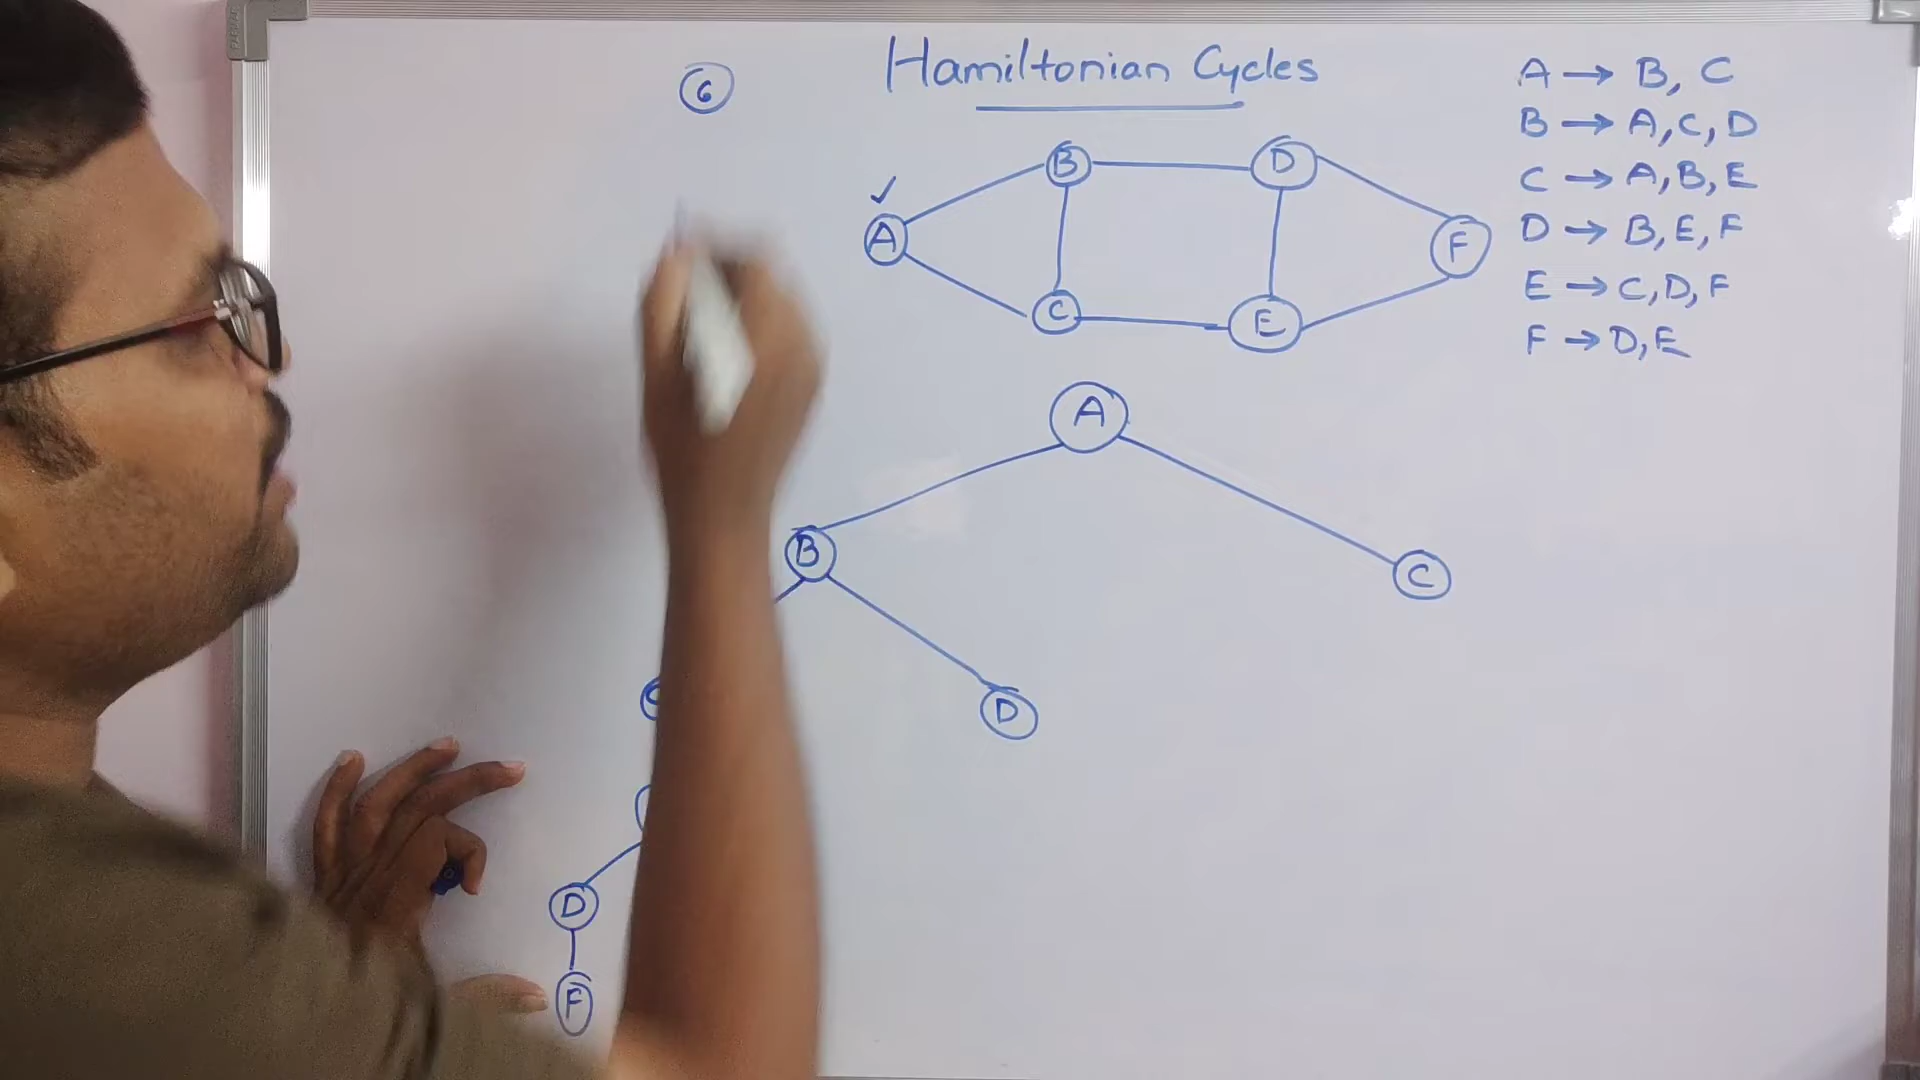 Hamiltonian Cycles
6
A → B, C
B → A, C, D
C → A, B, E
D → B, E, F
E → C, D, F
F → D, E
B D
A F
C E
A
B
C
D
D
F